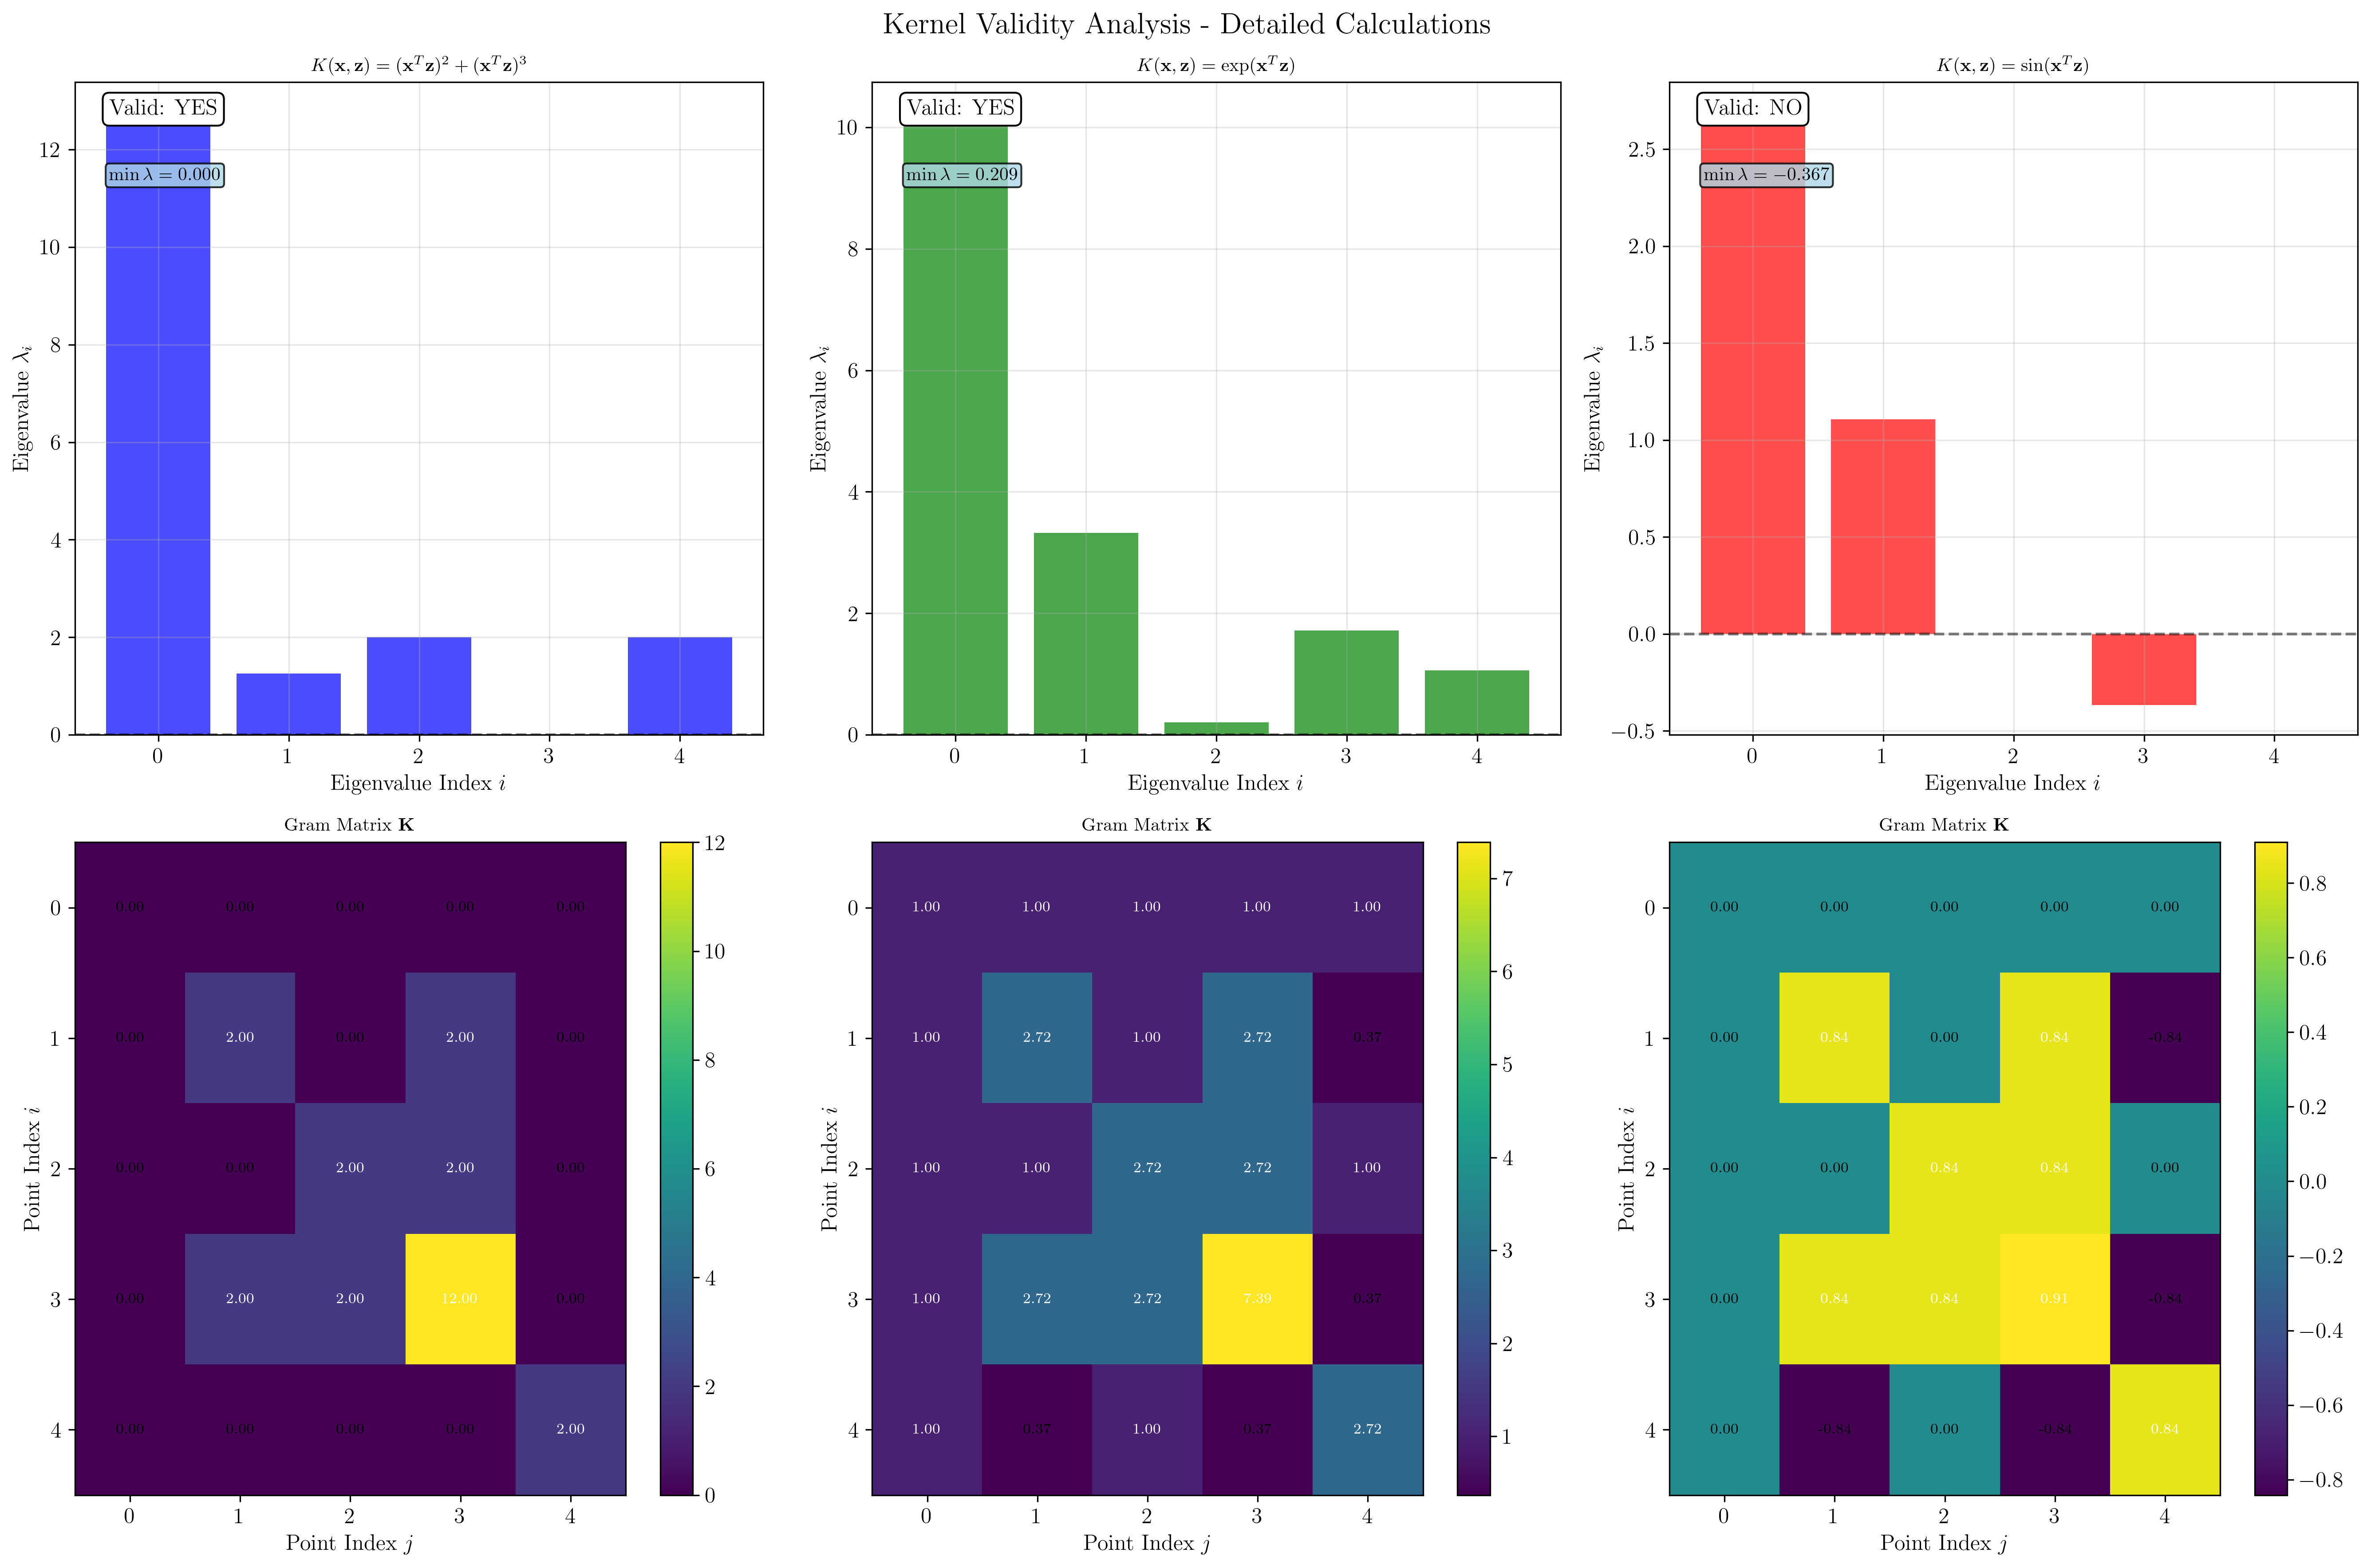 Kernel Validity Analysis - Detailed Calculations
K(x, z) = (x^T z)^2 + (x^T z)^3
Valid: YES
min λ = 0.000
12
10
8
6
4
2
0
Eigenvalue λ_i
0 1 2 3 4
Eigenvalue Index i
K(x, z) = exp(x^T z)
Valid: YES
min λ = 0.209
10
8
6
4
2
0
Eigenvalue λ_i
0 1 2 3 4
Eigenvalue Index i
K(x, z) = sin(x^T z)
Valid: NO
min λ = −0.367
2.5
2.0
1.5
1.0
0.5
0.0
−0.5
Eigenvalue λ_i
0 1 2 3 4
Eigenvalue Index i
Gram Matrix K
0 0.00 0.00 0.00 0.00 0.00
1 0.00 2.00 0.00 2.00 0.00
2 0.00 0.00 2.00 2.00 0.00
3 0.00 2.00 2.00 12.00 0.00
4 0.00 0.00 0.00 0.00 2.00
Point Index i
0 1 2 3 4
Point Index j
12
10
8
6
4
2
0
Gram Matrix K
0 1.00 1.00 1.00 1.00 1.00
1 1.00 2.72 1.00 2.72 0.37
2 1.00 1.00 2.72 2.72 1.00
3 1.00 2.72 2.72 7.39 0.37
4 1.00 0.37 1.00 0.37 2.72
Point Index i
0 1 2 3 4
Point Index j
7
6
5
4
3
2
1
Gram Matrix K
0 0.00 0.00 0.00 0.00 0.00
1 0.00 0.84 0.00 0.84 -0.84
2 0.00 0.00 0.84 0.84 0.00
3 0.00 0.84 0.84 0.91 -0.84
4 0.00 -0.84 0.00 -0.84 0.84
Point Index i
0 1 2 3 4
Point Index j
0.8
0.6
0.4
0.2
0.0
−0.2
−0.4
−0.6
−0.8